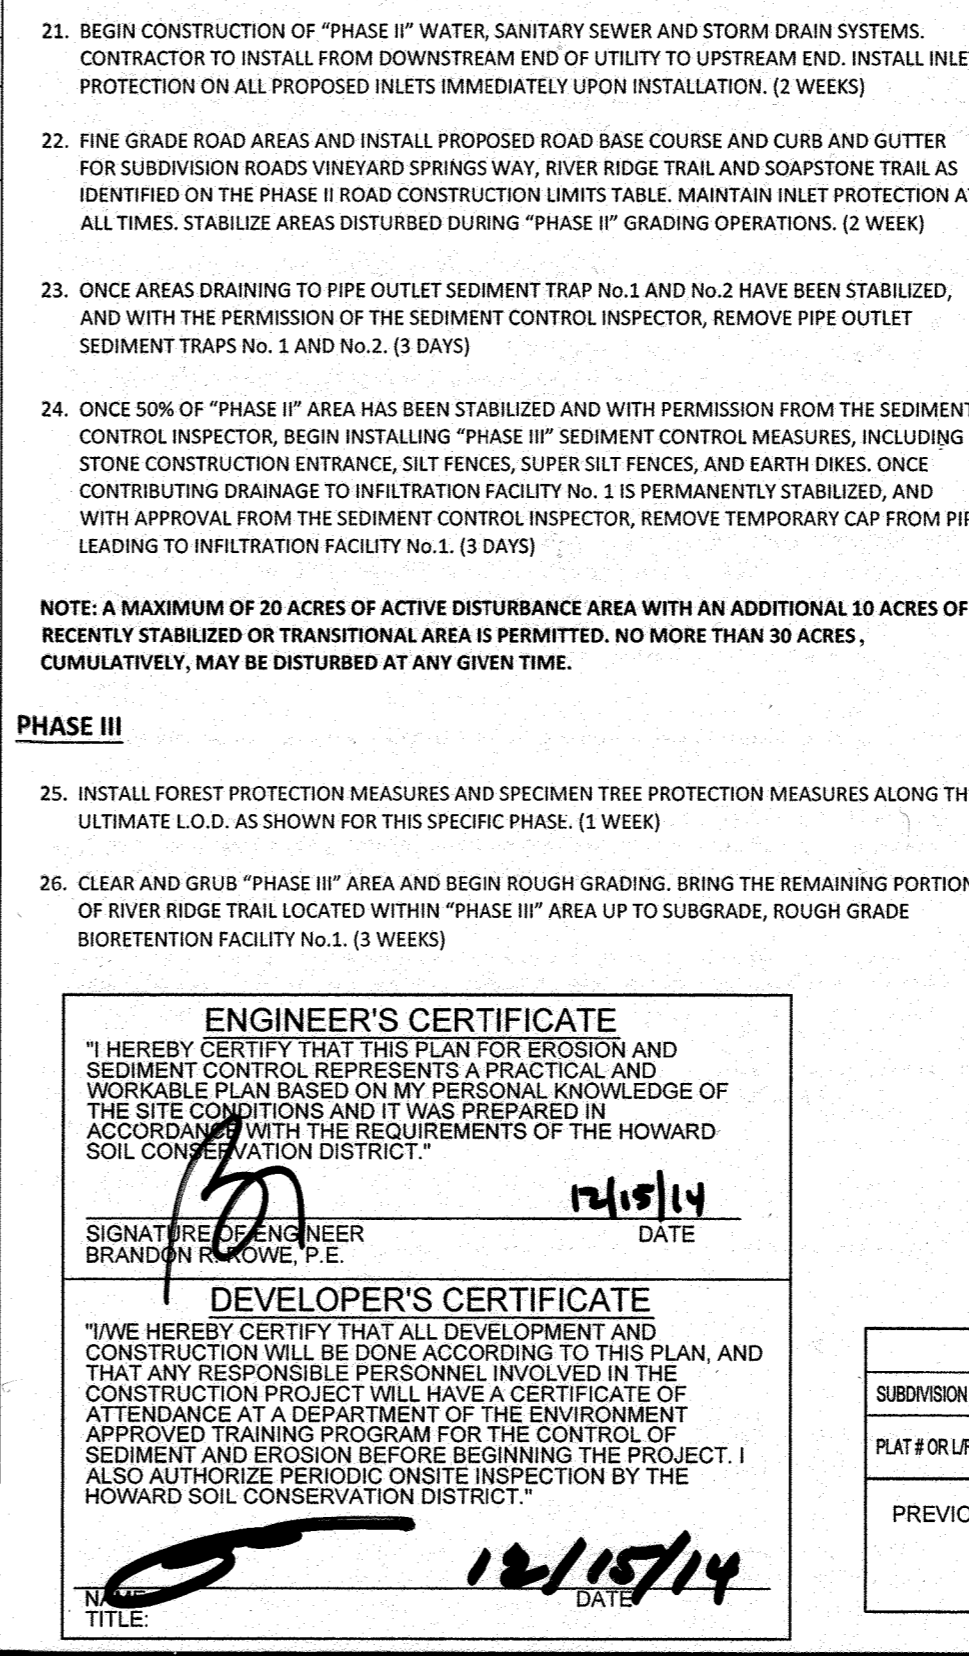 21. BEGIN CONSTRUCTION OF “PHASE II” WATER, SANITARY SEWER AND STORM DRAIN SYSTEMS.
CONTRACTOR TO INSTALL FROM DOWNSTREAM END OF UTILITY TO UPSTREAM END. INSTALL INLE
PROTECTION ON ALL PROPOSED INLETS IMMEDIATELY UPON INSTALLATION. (2 WEEKS)
22. FINE GRADE ROAD AREAS AND INSTALL PROPOSED ROAD BASE COURSE AND CURB AND GUTTER
FOR SUBDIVISION ROADS VINEYARD SPRINGS WAY, RIVER RIDGE TRAIL AND SOAPSTONE TRAIL AS
IDENTIFIED ON THE PHASE II ROAD CONSTRUCTION LIMITS TABLE. MAINTAIN INLET PROTECTION A
ALL TIMES. STABILIZE AREAS DISTURBED DURING “PHASE II” GRADING OPERATIONS. (2 WEEK)
23. ONCE AREAS DRAINING TO PIPE OUTLET SEDIMENT TRAP No.1 AND No.2 HAVE BEEN STABILIZED,
AND WITH THE PERMISSION OF THE SEDIMENT CONTROL INSPECTOR, REMOVE PIPE OUTLET
SEDIMENT TRAPS No. 1 AND No.2. (3 DAYS)
24. ONCE 50% OF “PHASE II” AREA HAS BEEN STABILIZED AND WITH PERMISSION FROM THE SEDIMENT
CONTROL INSPECTOR, BEGIN INSTALLING “PHASE III” SEDIMENT CONTROL MEASURES, INCLUDING
STONE CONSTRUCTION ENTRANCE, SILT FENCES, SUPER SILT FENCES, AND EARTH DIKES. ONCE
CONTRIBUTING DRAINAGE TO INFILTRATION FACILITY No. 1 IS PERMANENTLY STABILIZED, AND
WITH APPROVAL FROM THE SEDIMENT CONTROL INSPECTOR, REMOVE TEMPORARY CAP FROM PIP
LEADING TO INFILTRATION FACILITY No.1. (3 DAYS)
NOTE: A MAXIMUM OF 20 ACRES OF ACTIVE DISTURBANCE AREA WITH AN ADDITIONAL 10 ACRES OF
RECENTLY STABILIZED OR TRANSITIONAL AREA IS PERMITTED. NO MORE THAN 30 ACRES,
CUMULATIVELY, MAY BE DISTURBED AT ANY GIVEN TIME.
PHASE III
25. INSTALL FOREST PROTECTION MEASURES AND SPECIMEN TREE PROTECTION MEASURES ALONG TH
ULTIMATE L.O.D. AS SHOWN FOR THIS SPECIFIC PHASE. (1 WEEK)
26. CLEAR AND GRUB “PHASE III” AREA AND BEGIN ROUGH GRADING. BRING THE REMAINING PORTION
OF RIVER RIDGE TRAIL LOCATED WITHIN “PHASE III” AREA UP TO SUBGRADE, ROUGH GRADE
BIORETENTION FACILITY No.1. (3 WEEKS)
ENGINEER'S CERTIFICATE
"I HEREBY CERTIFY THAT THIS PLAN FOR EROSION AND
SEDIMENT CONTROL REPRESENTS A PRACTICAL AND
WORKABLE PLAN BASED ON MY PERSONAL KNOWLEDGE OF
THE SITE CONDITIONS AND IT WAS PREPARED IN
ACCORDANCE WITH THE REQUIREMENTS OF THE HOWARD
SOIL CONSERVATION DISTRICT."
12/15/14
SIGNATURE OF ENGINEER DATE
BRANDON R. ROWE, P.E.
DEVELOPER'S CERTIFICATE
"I/WE HEREBY CERTIFY THAT ALL DEVELOPMENT AND
CONSTRUCTION WILL BE DONE ACCORDING TO THIS PLAN, AND
THAT ANY RESPONSIBLE PERSONNEL INVOLVED IN THE
CONSTRUCTION PROJECT WILL HAVE A CERTIFICATE OF
ATTENDANCE AT A DEPARTMENT OF THE ENVIRONMENT
APPROVED TRAINING PROGRAM FOR THE CONTROL OF
SEDIMENT AND EROSION BEFORE BEGINNING THE PROJECT. I
ALSO AUTHORIZE PERIODIC ONSITE INSPECTION BY THE
HOWARD SOIL CONSERVATION DISTRICT."
12/15/14
NAME DATE
TITLE:
SUBDIVISION
PLAT # OR L/F
PREVIO